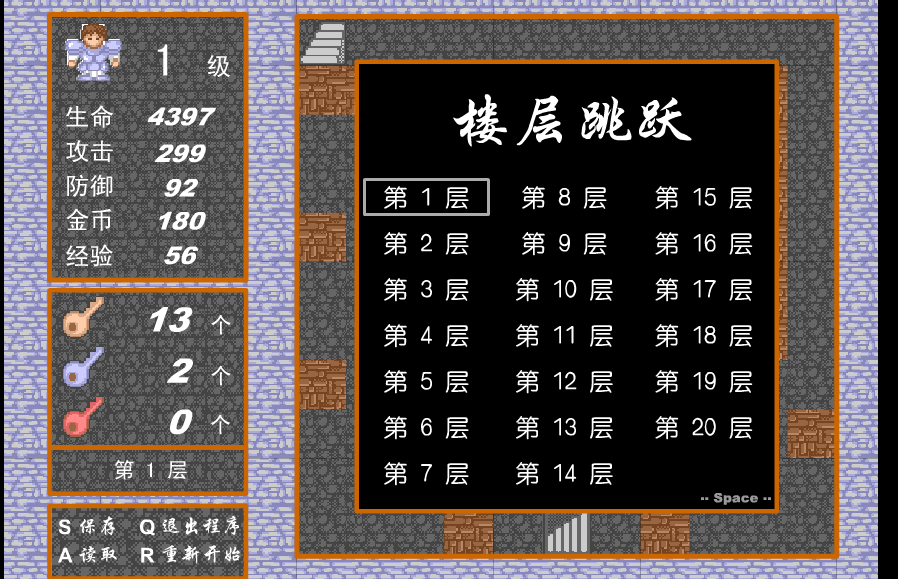 1 级
生命 4397
攻击 299
防御 92
金币 180
经验 56
13 个
2 个
0 个
第 1 层
S 保存 Q 退出程序
A 读取 R 重新开始
楼层跳跃
第 1 层 第 8 层 第 15 层
第 2 层 第 9 层 第 16 层
第 3 层 第 10 层 第 17 层
第 4 层 第 11 层 第 18 层
第 5 层 第 12 层 第 19 层
第 6 层 第 13 层 第 20 层
第 7 层 第 14 层
-- Space --